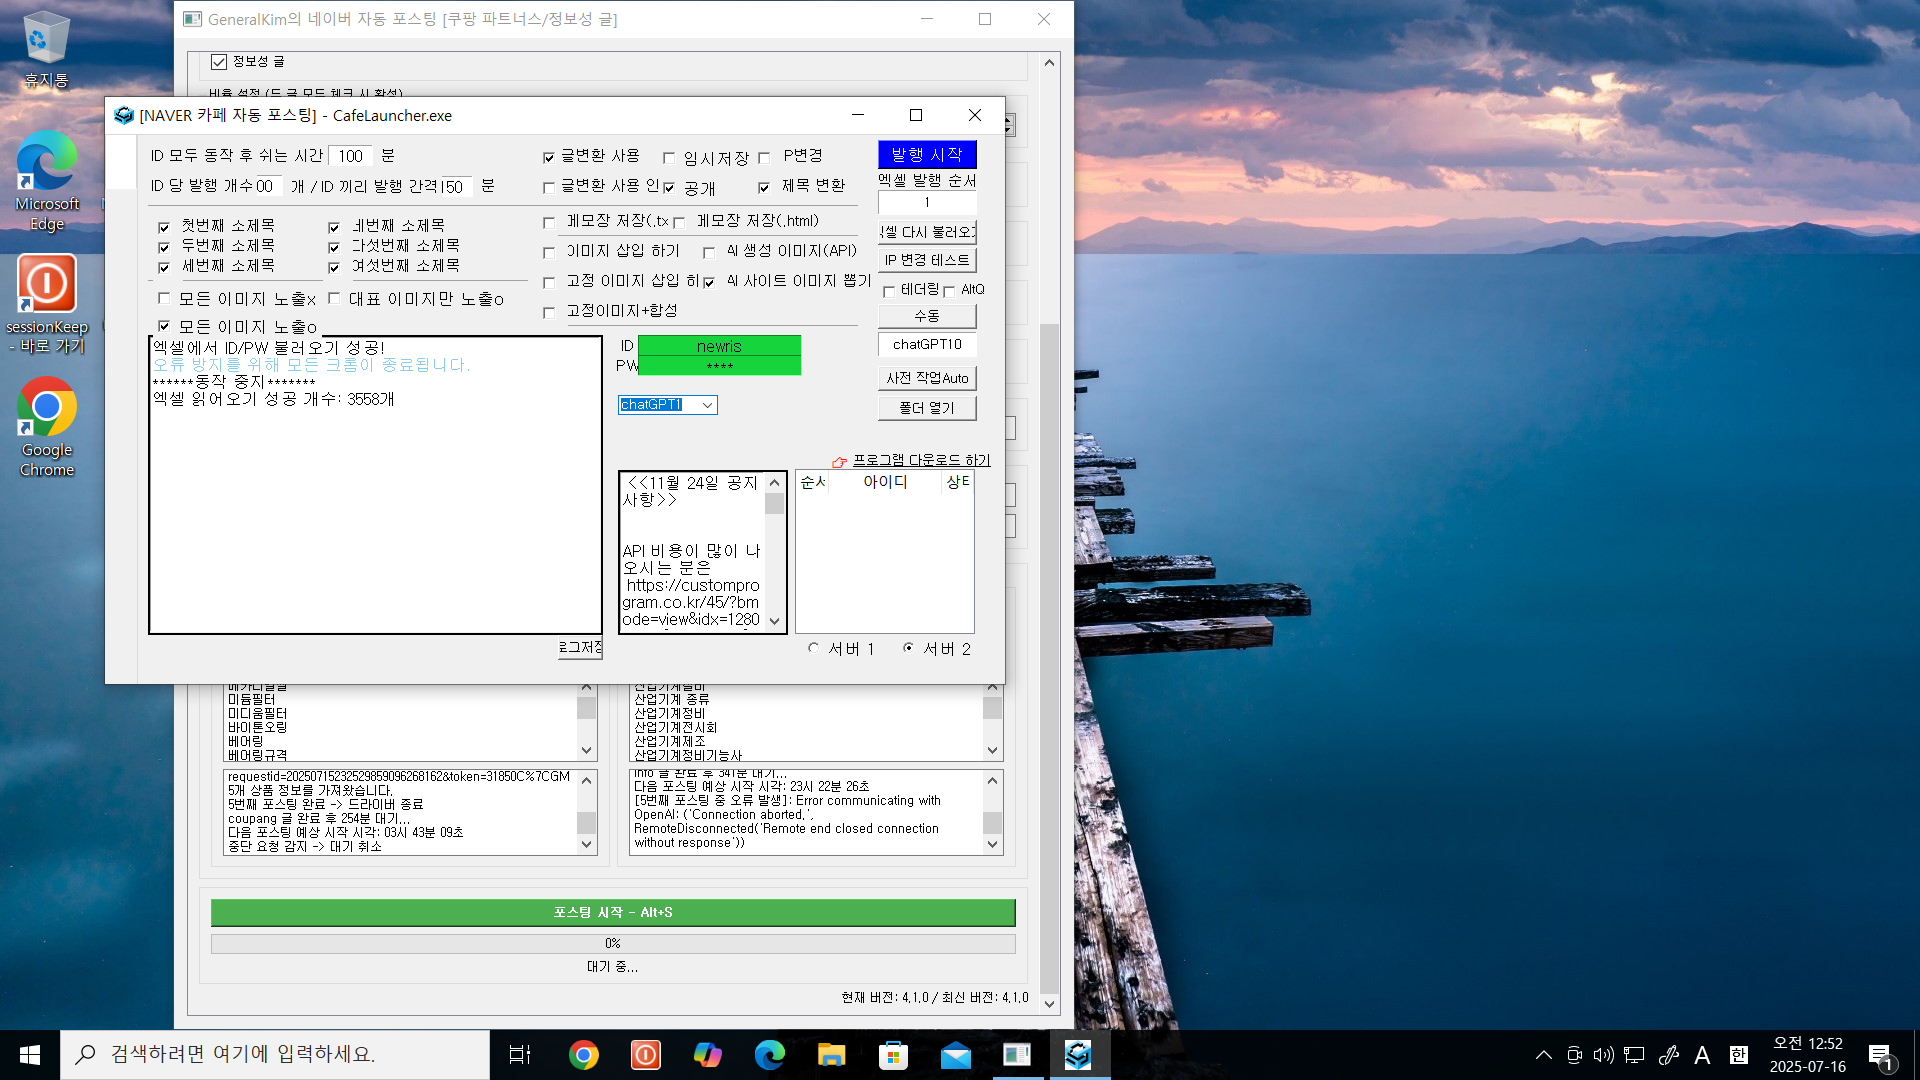 휴지통
Microsoft
Edge
sessionKeep
- 바로 가기
Google
Chrome
GeneralKim의 네이버 자동 포스팅 [쿠팡 파트너스/정보성 글]
정보성 글
[NAVER 카페 자동 포스팅] - CafeLauncher.exe
ID 모두 동작 후 쉬는 시간 100 분
ID 당 발행 개수 00 개 / ID 끼리 발행 간격 50 분
글변환 사용
임시저장
P변경
글변환 사용 인
공개
제목 변환
첫번째 소제목
네번째 소제목
두번째 소제목
다섯번째 소제목
세번째 소제목
여섯번째 소제목
모든 이미지 노출x
대표 이미지만 노출o
모든 이미지 노출o
메모장 저장(.tx
메모장 저장(.html)
이미지 삽입 하기
AI 생성 이미지(API)
고정 이미지 삽입 하
AI 사이트 이미지 뽑기
고정이미지+합성
발행 시작
엑셀 발행 순서
1
엑셀 다시 불러오기
IP 변경 테스트
테더링
AltQ
수동
chatGPT10
사전 작업Auto
폴더 열기
엑셀에서 ID/PW 불러오기 성공!
오류 방지를 위해 모든 크롬이 종료됩니다.
******동작 중지*******
엑셀 읽어오기 성공 개수: 3558개
ID newris
PW ****
chatGPT1
👉 프로그램 다운로드 하기
<<11월 24일 공지
사항>>
API 비용이 많이 나
오시는 분은
https://custompro
gram.co.kr/45/?bm
ode=view&idx=1280
순서 아이디 상태
로그저장
서버 1
서버 2
미듐필터
미디움필터
바이톤오링
베어링
베어링규격
산업기계설비
산업기계 종류
산업기계정비
산업기계전시회
산업기계제조
산업기계정비기능사
requestid=20250715232529859096268162&token=31850C%7CGM
5개 상품 정보를 가져왔습니다.
5번째 포스팅 완료 -> 드라이버 종료
coupang 글 완료 후 254분 대기...
다음 포스팅 예상 시작 시각: 03시 43분 09초
중단 요청 감지 -> 대기 취소
info 글 완료 후 341분 대기...
다음 포스팅 예상 시작 시각: 23시 22분 26초
[5번째 포스팅 중 오류 발생]: Error communicating with
OpenAI: ('Connection aborted.',
RemoteDisconnected('Remote end closed connection
without response'))
포스팅 시작 - Alt+S
0%
대기 중...
현재 버전: 4.1.0 / 최신 버전: 4.1.0
검색하려면 여기에 입력하세요.
A
한
오전 12:52
2025-07-16
1